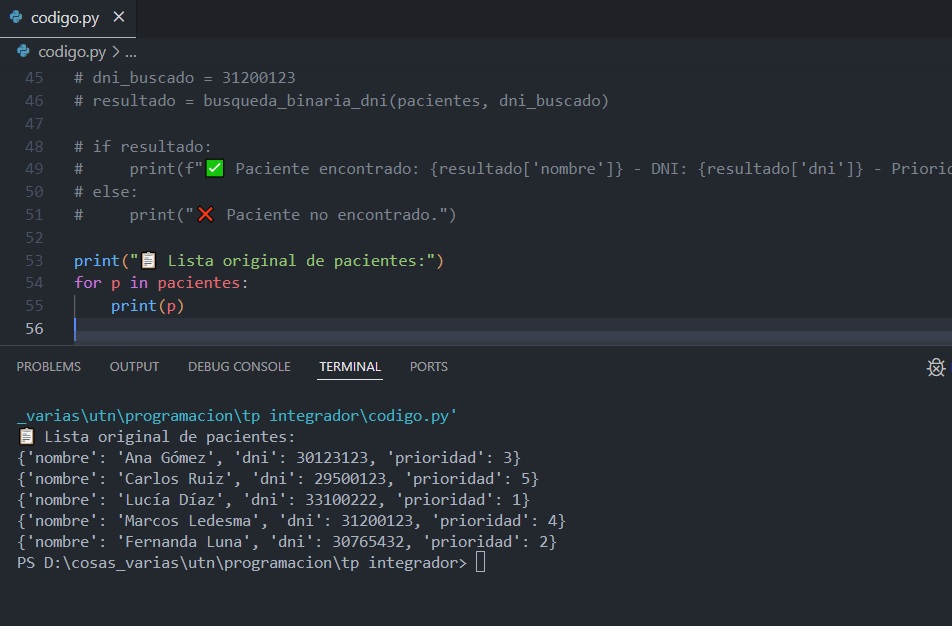 codigo.py ×
codigo.py > ...
45 # dni_buscado = 31200123
46 # resultado = busqueda_binaria_dni(pacientes, dni_buscado)
47
48 # if resultado:
49 #     print(f"✅ Paciente encontrado: {resultado['nombre']} - DNI: {resultado['dni']} - Priorid
50 # else:
51 #     print("❌ Paciente no encontrado.")
52
53 print("📋 Lista original de pacientes:")
54 for p in pacientes:
55     print(p)
56
PROBLEMS OUTPUT DEBUG CONSOLE TERMINAL PORTS
_varias\utn\programacion\tp integrador\codigo.py'
📋 Lista original de pacientes:
{'nombre': 'Ana Gómez', 'dni': 30123123, 'prioridad': 3}
{'nombre': 'Carlos Ruiz', 'dni': 29500123, 'prioridad': 5}
{'nombre': 'Lucía Díaz', 'dni': 33100222, 'prioridad': 1}
{'nombre': 'Marcos Ledesma', 'dni': 31200123, 'prioridad': 4}
{'nombre': 'Fernanda Luna', 'dni': 30765432, 'prioridad': 2}
PS D:\cosas_varias\utn\programacion\tp integrador>